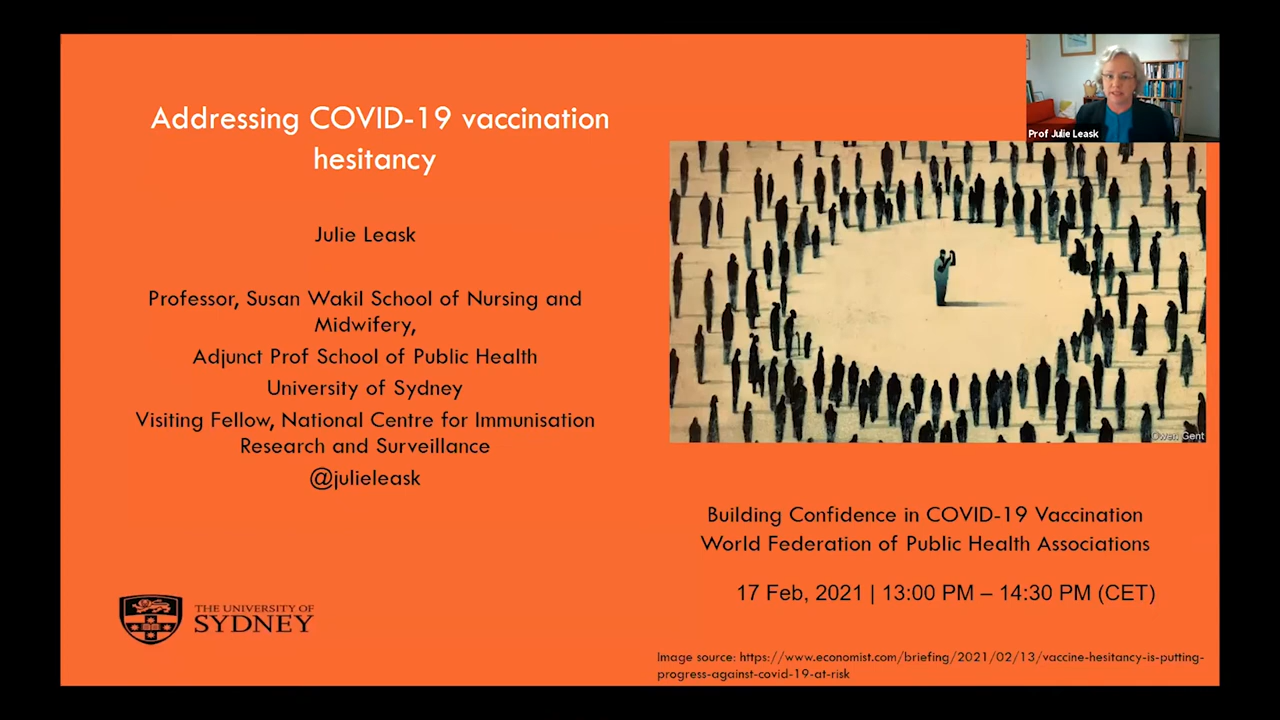 Addressing COVID-19 vaccination
hesitancy
Julie Leask
Professor, Susan Wakil School of Nursing and
Midwifery,
Adjunct Prof School of Public Health
University of Sydney
Visiting Fellow, National Centre for Immunisation
Research and Surveillance
@julieleask
THE UNIVERSITY OF
SYDNEY
Prof Julie Leask
Owen Gent
Building Confidence in COVID-19 Vaccination
World Federation of Public Health Associations
17 Feb, 2021 | 13:00 PM – 14:30 PM (CET)
Image source: https://www.economist.com/briefing/2021/02/13/vaccine-hesitancy-is-putting-
progress-against-covid-19-at-risk